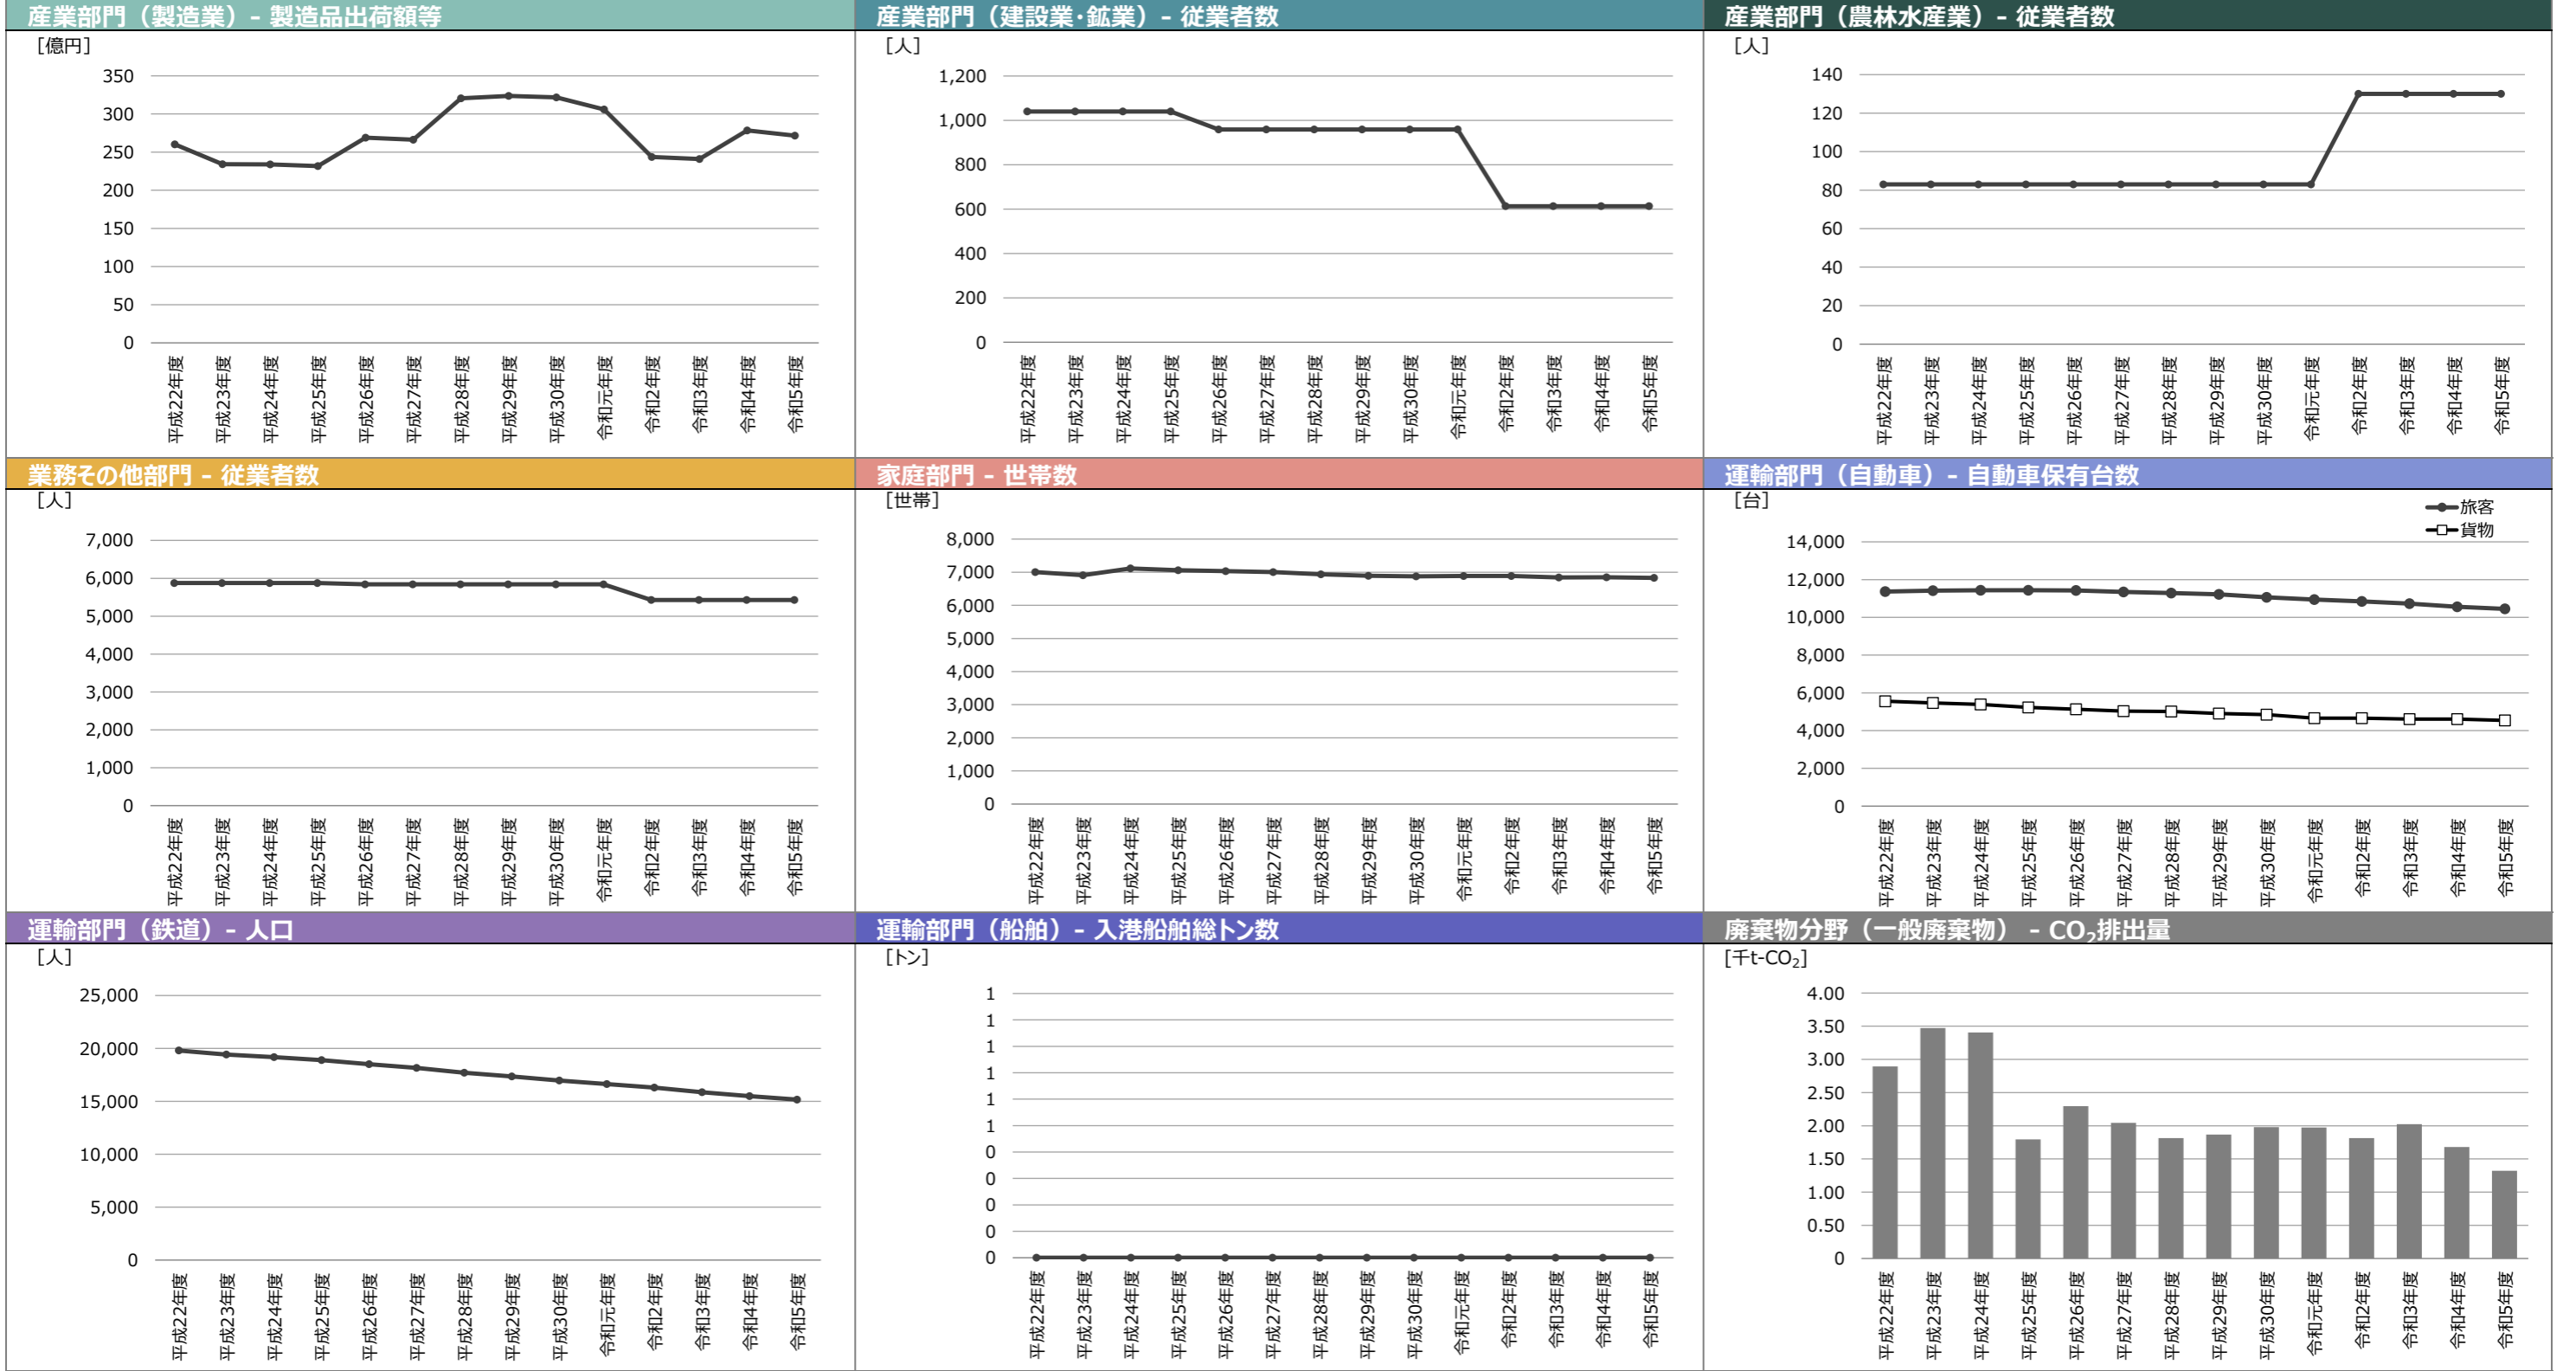 産業部門（製造業）- 製造品出荷額等
[億円]
350
300
250
200
150
100
50
0
平成22年度
平成23年度
平成24年度
平成25年度
平成26年度
平成27年度
平成28年度
平成29年度
平成30年度
令和元年度
令和2年度
令和3年度
令和4年度
令和5年度
産業部門（建設業･鉱業）- 従業者数
[人]
1,200
1,000
800
600
400
200
0
平成22年度
平成23年度
平成24年度
平成25年度
平成26年度
平成27年度
平成28年度
平成29年度
平成30年度
令和元年度
令和2年度
令和3年度
令和4年度
令和5年度
産業部門（農林水産業）- 従業者数
[人]
140
120
100
80
60
40
20
0
平成22年度
平成23年度
平成24年度
平成25年度
平成26年度
平成27年度
平成28年度
平成29年度
平成30年度
令和元年度
令和2年度
令和3年度
令和4年度
令和5年度
業務その他部門 - 従業者数
[人]
7,000
6,000
5,000
4,000
3,000
2,000
1,000
0
平成22年度
平成23年度
平成24年度
平成25年度
平成26年度
平成27年度
平成28年度
平成29年度
平成30年度
令和元年度
令和2年度
令和3年度
令和4年度
令和5年度
家庭部門 - 世帯数
[世帯]
8,000
7,000
6,000
5,000
4,000
3,000
2,000
1,000
0
平成22年度
平成23年度
平成24年度
平成25年度
平成26年度
平成27年度
平成28年度
平成29年度
平成30年度
令和元年度
令和2年度
令和3年度
令和4年度
令和5年度
運輸部門（自動車）- 自動車保有台数
[台]
旅客
貨物
14,000
12,000
10,000
8,000
6,000
4,000
2,000
0
平成22年度
平成23年度
平成24年度
平成25年度
平成26年度
平成27年度
平成28年度
平成29年度
平成30年度
令和元年度
令和2年度
令和3年度
令和4年度
令和5年度
運輸部門（鉄道）- 人口
[人]
25,000
20,000
15,000
10,000
5,000
0
平成22年度
平成23年度
平成24年度
平成25年度
平成26年度
平成27年度
平成28年度
平成29年度
平成30年度
令和元年度
令和2年度
令和3年度
令和4年度
令和5年度
運輸部門（船舶）- 入港船舶総トン数
[トン]
1
1
1
1
1
1
0
0
0
0
0
平成22年度
平成23年度
平成24年度
平成25年度
平成26年度
平成27年度
平成28年度
平成29年度
平成30年度
令和元年度
令和2年度
令和3年度
令和4年度
令和5年度
廃棄物分野（一般廃棄物） - CO₂排出量
[千t-CO₂]
4.00
3.50
3.00
2.50
2.00
1.50
1.00
0.50
0
平成22年度
平成23年度
平成24年度
平成25年度
平成26年度
平成27年度
平成28年度
平成29年度
平成30年度
令和元年度
令和2年度
令和3年度
令和4年度
令和5年度